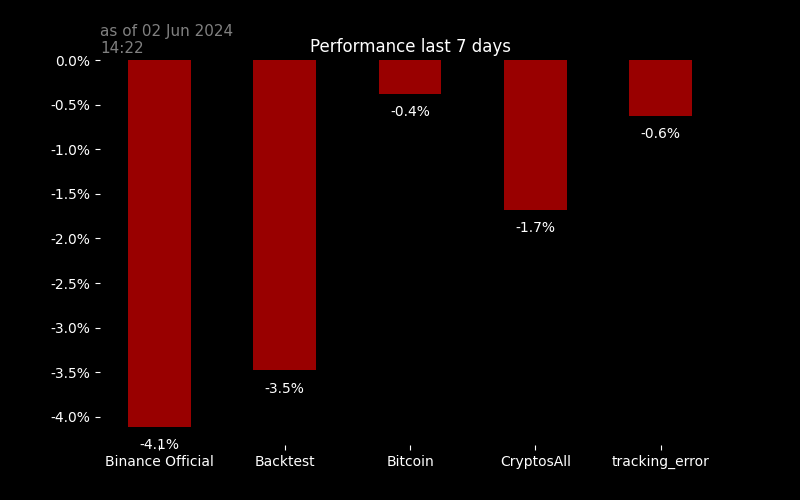 as of 02 Jun 2024
14:22
Performance last 7 days
0.0%
-0.5%
-1.0%
-1.5%
-2.0%
-2.5%
-3.0%
-3.5%
-4.0%
-4.1%
-3.5%
-0.4%
-1.7%
-0.6%
Binance Official
Backtest
Bitcoin
CryptosAll
tracking_error